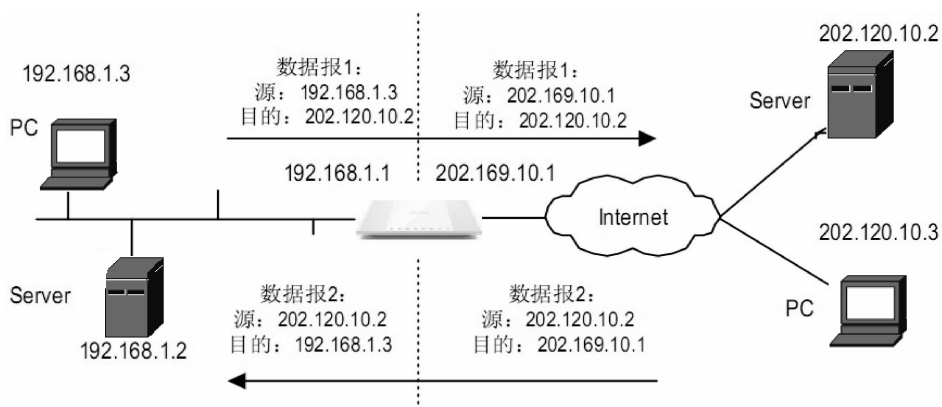 202.120.10.2
192.168.1.3
数据报1：
源：192.168.1.3
目的：202.120.10.2
数据报1：
源：202.169.10.1
目的：202.120.10.2
Server
PC
192.168.1.1
202.169.10.1
Internet
202.120.10.3
Server
192.168.1.2
数据报2：
源：202.120.10.2
目的：192.168.1.3
数据报2：
源：202.120.10.2
目的：202.169.10.1
PC